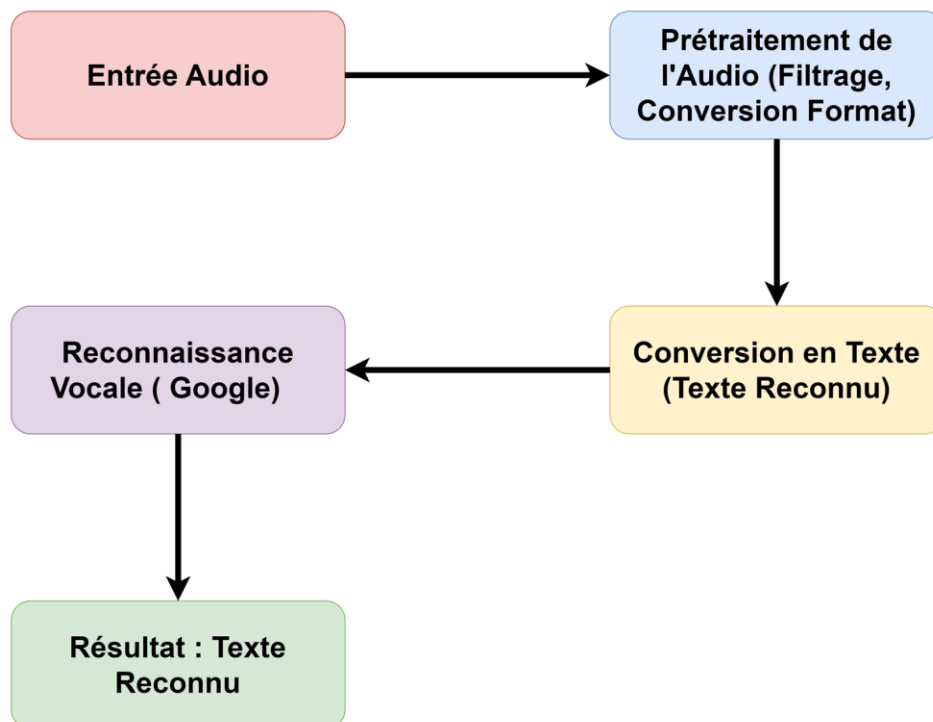 Entrée Audio
Prétraitement de
l'Audio (Filtrage,
Conversion Format)
Reconnaissance
Vocale ( Google)
Conversion en Texte
(Texte Reconnu)
Résultat : Texte
Reconnu